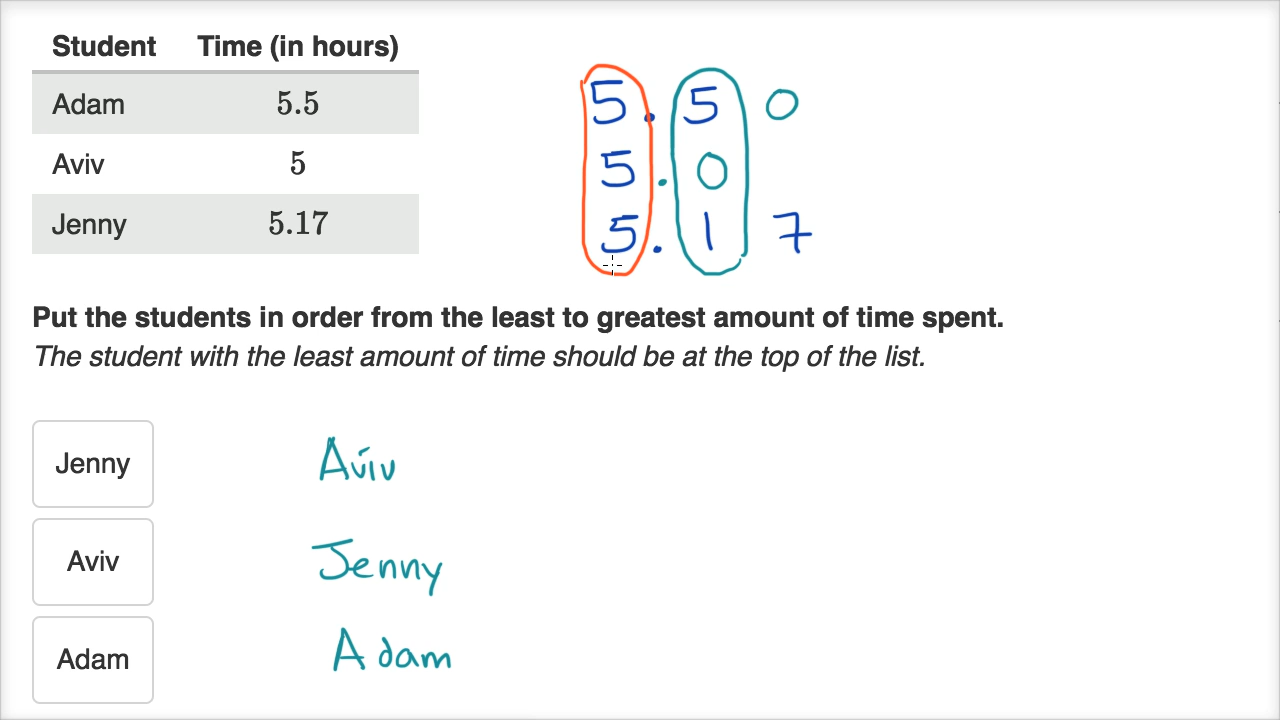 Student Time (in hours)
Adam 5.5
Aviv 5
Jenny 5.17
5.50
5.0
5.17
Put the students in order from the least to greatest amount of time spent.
The student with the least amount of time should be at the top of the list.
Jenny
Aviv
Adam
Aviv
Jenny
Adam